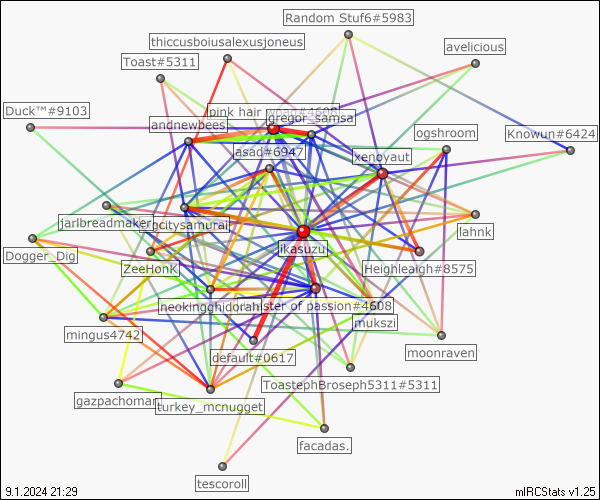 Random Stuf6#5983
thiccusboiusalexusjoneus
avelicious
Toast#5311
Duck™#9103
pink hair
gregor_samsa
andnewbees
ogshroom
Knowun#6424
asad#6947
xenoyaut
jarlbreadmaker
rgcitysamurai
lahnk
ikasuzu
Dogger_Dig
ZeeHonK
Heighleaigh#8575
neokingghidorah
ister of passion#4608
mukszi
mingus4742
moonraven
default#0617
ToastephBroseph5311#5311
gazpachoman
turkey_mcnugget
facadas.
tescoroll
9.1.2024 21:29
mIRCStats v1.25